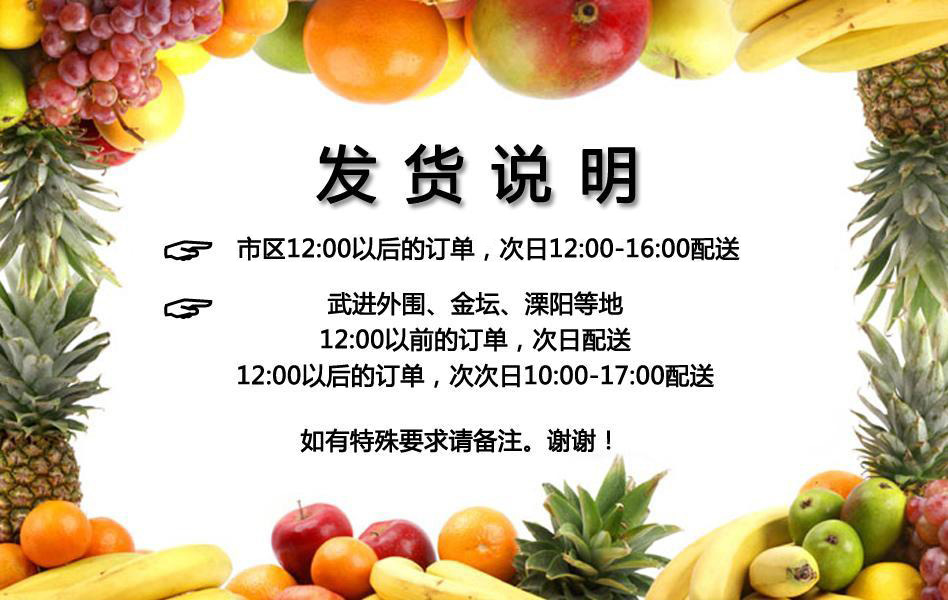 发货说明
市区12:00以后的订单，次日12:00-16:00配送
武进外围、金坛、溧阳等地
12:00以前的订单，次日配送
12:00以后的订单，次次日10:00-17:00配送
如有特殊要求请备注。谢谢！